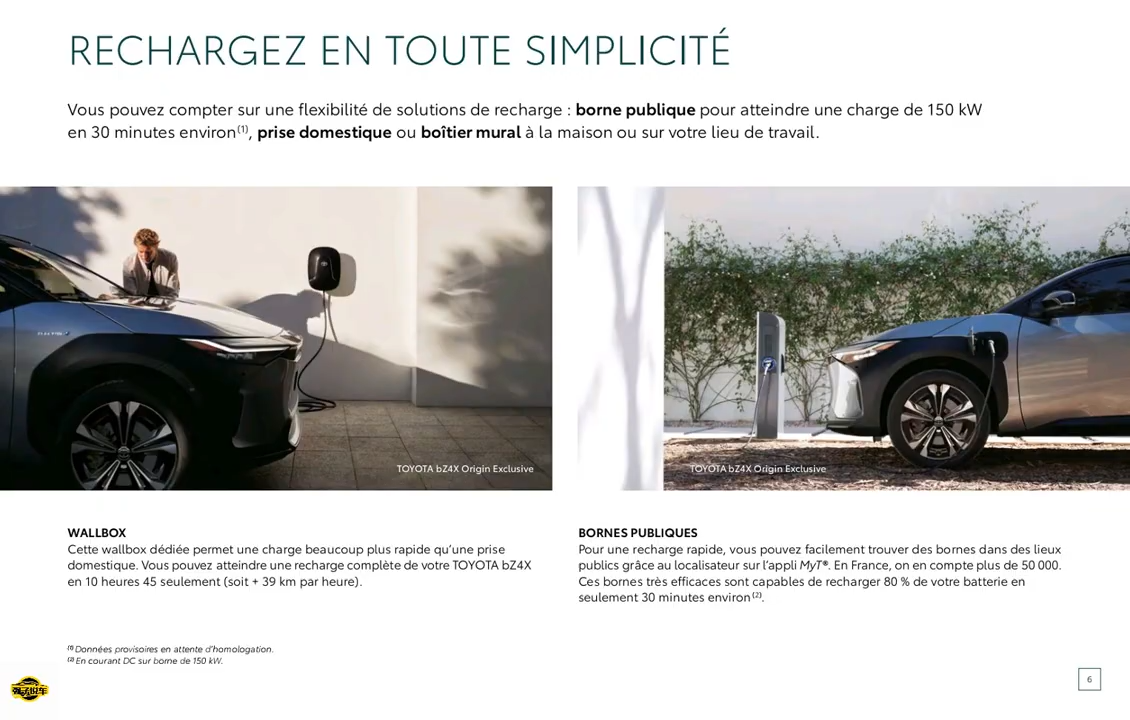 RECHARGEZ EN TOUTE SIMPLICITÉ
Vous pouvez compter sur une flexibilité de solutions de recharge : borne publique pour atteindre une charge de 150 kW
en 30 minutes environ(1), prise domestique ou boîtier mural à la maison ou sur votre lieu de travail.
TOYOTA bZ4X Origin Exclusive
TOYOTA bZ4X Origin Exclusive
WALLBOX
Cette wallbox dédiée permet une charge beaucoup plus rapide qu’une prise
domestique. Vous pouvez atteindre une recharge complète de votre TOYOTA bZ4X
en 10 heures 45 seulement (soit + 39 km par heure).
BORNES PUBLIQUES
Pour une recharge rapide, vous pouvez facilement trouver des bornes dans des lieux
publics grâce au localisateur sur l’appli MyT®. En France, on en compte plus de 50 000.
Ces bornes très efficaces sont capables de recharger 80 % de votre batterie en
seulement 30 minutes environ(2).
(1) Données provisoires en attente d’homologation.
(2) En courant DC sur borne de 150 kW.
6